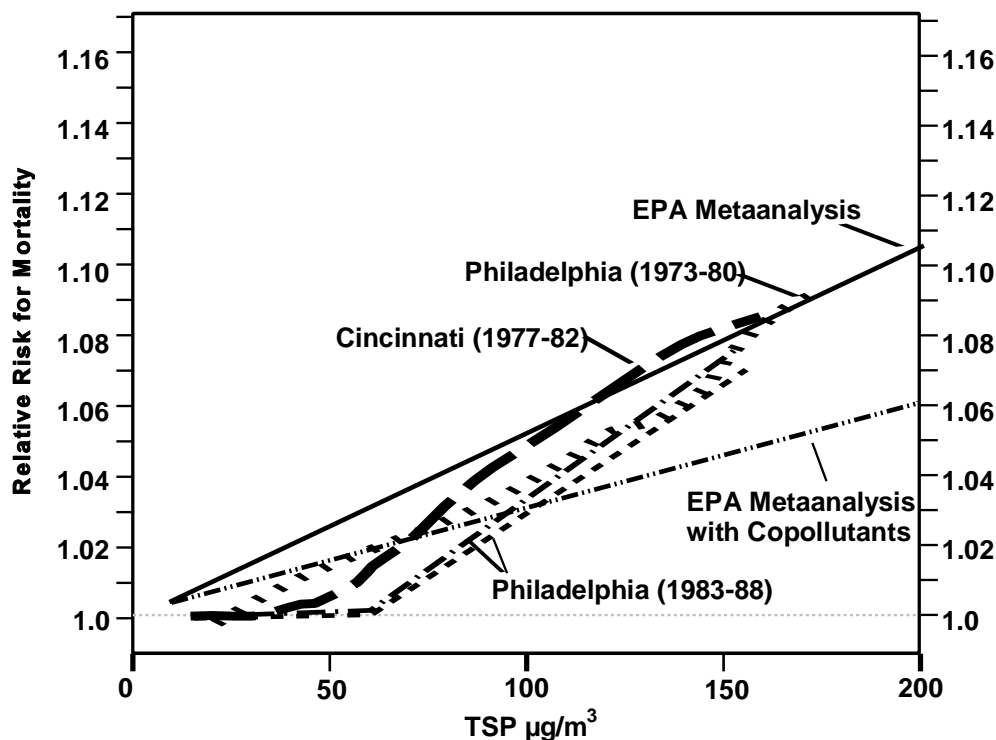 1.16
1.16
1.14
1.14
1.12
1.12
EPA Metaanalysis
1.10
1.10
Philadelphia (1973-80)
1.08
1.08
Cincinnati (1977-82)
1.06
1.06
1.04
1.04
EPA Metaanalysis
with Copollutants
1.02
1.02
Philadelphia (1983-88)
1.0
1.0
Relative Risk for Mortality
0
50
100
150
200
TSP µg/m³